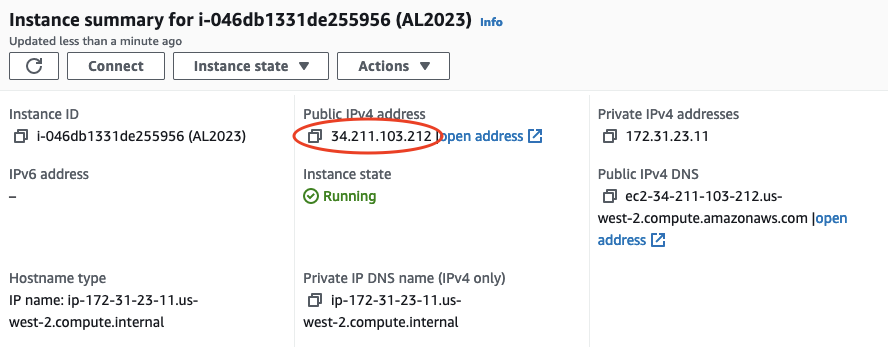 Instance summary for i-046db1331de255956 (AL2023) Info
Updated less than a minute ago
Connect
Instance state
Actions
Instance ID
i-046db1331de255956 (AL2023)
Public IPv4 address
34.211.103.212 |open address
Private IPv4 addresses
172.31.23.11
IPv6 address
–
Instance state
Running
Public IPv4 DNS
ec2-34-211-103-212.us-
west-2.compute.amazonaws.com |open
address
Hostname type
IP name: ip-172-31-23-11.us-
west-2.compute.internal
Private IP DNS name (IPv4 only)
ip-172-31-23-11.us-
west-2.compute.internal